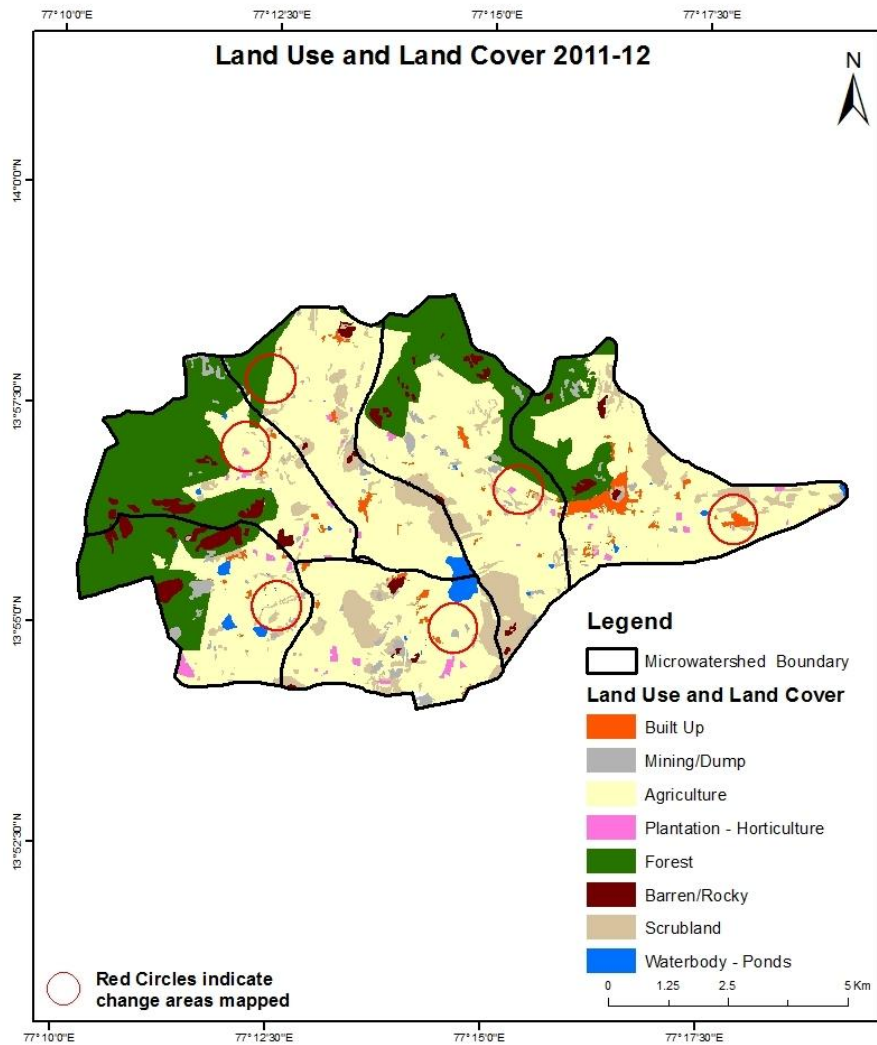 77° 10'0"E 77° 12'30"E 77° 15'0"E 77° 17'30"E
Land Use and Land Cover 2011-12
N
14°0'0"N
13°57'30"N
13°55'0"N
13°52'30"N
Legend
Microwatershed Boundary
Land Use and Land Cover
Built Up
Mining/Dump
Agriculture
Plantation - Horticulture
Forest
Barren/Rocky
Scrubland
Waterbody - Ponds
Red Circles indicate
change areas mapped
0 1.25 2.5 5 Km
77° 10'0"E 77° 12'30"E 77° 15'0"E 77° 17'30"E